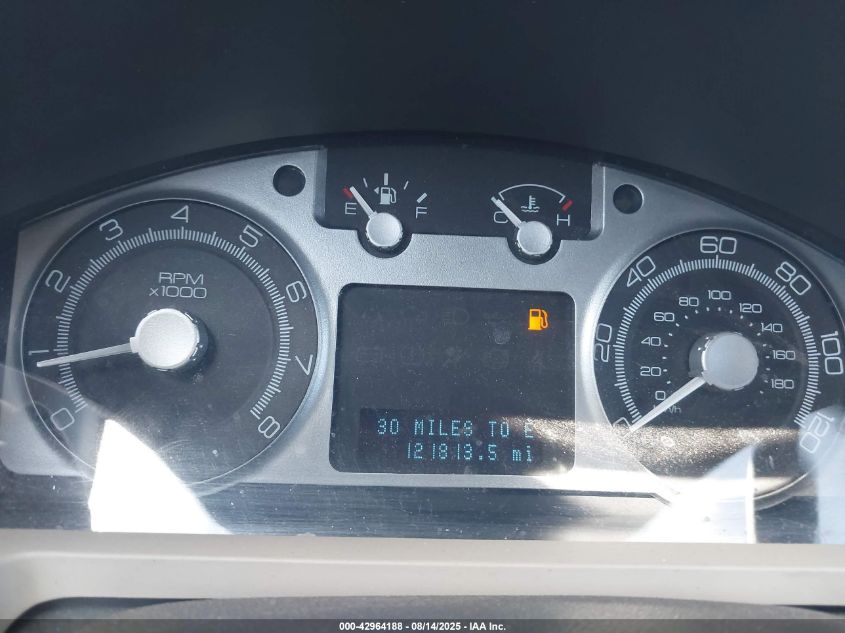 E F
C H
0 1 2 3 4 5 6 7 8
RPM
x1000
0 20 40 60 80 100 120
0 20 40 60 80 100 120 140 160 180
30 MILES TO E
121813.5 mi
000-42964188 - 08/14/2025 - IAA Inc.